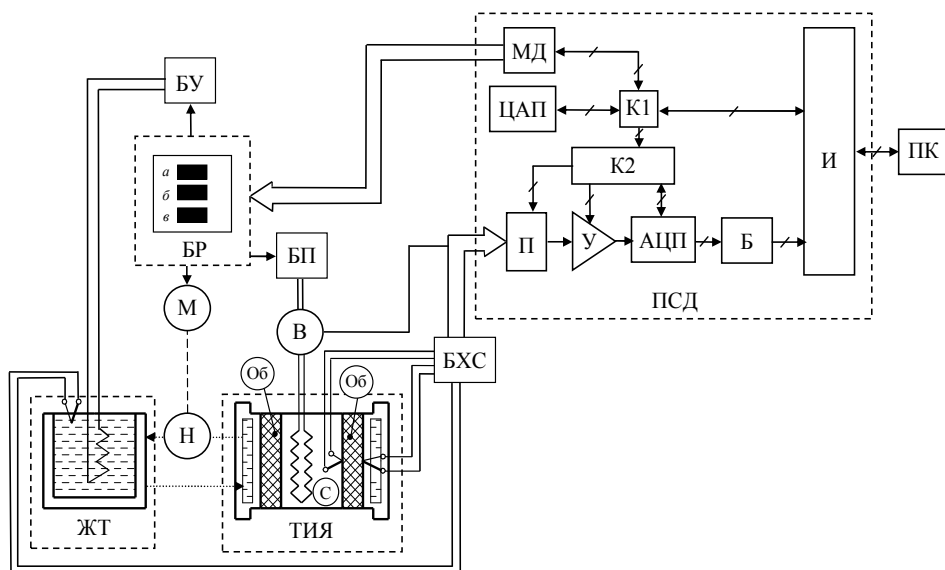 МД
БУ
ЦАП
К1
а
б
в
К2
И
ПК
БР
БП
П
У
АЦП
Б
М
ПСД
В
БХС
Об
Об
Н
С
ЖТ
ТИЯ